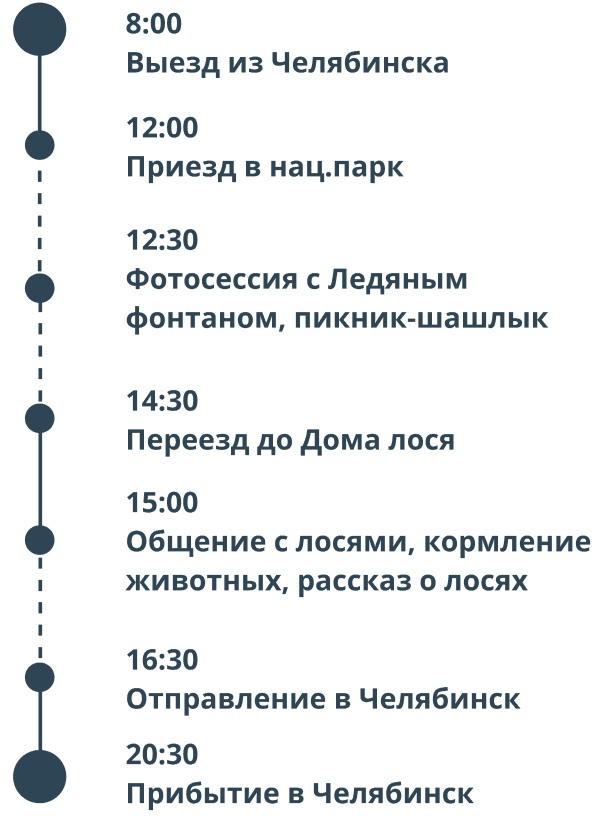 8:00
Выезд из Челябинска
12:00
Приезд в нац.парк
12:30
Фотосессия с Ледяным
фонтаном, пикник-шашлык
14:30
Переезд до Дома лося
15:00
Общение с лосями, кормление
животных, рассказ о лосях
16:30
Отправление в Челябинск
20:30
Прибытие в Челябинск